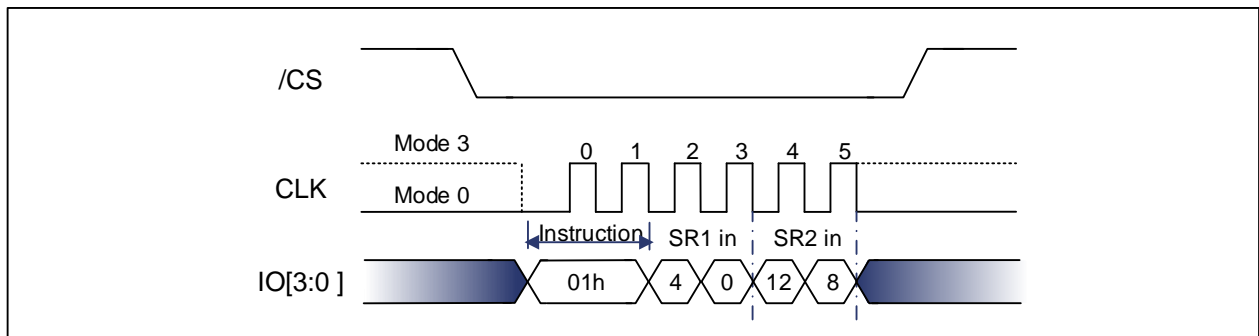 /CS
Mode 3
0 1 2 3 4 5
CLK
Mode 0
Instruction SR1 in SR2 in
IO[3:0 ]
01h 4 0 12 8